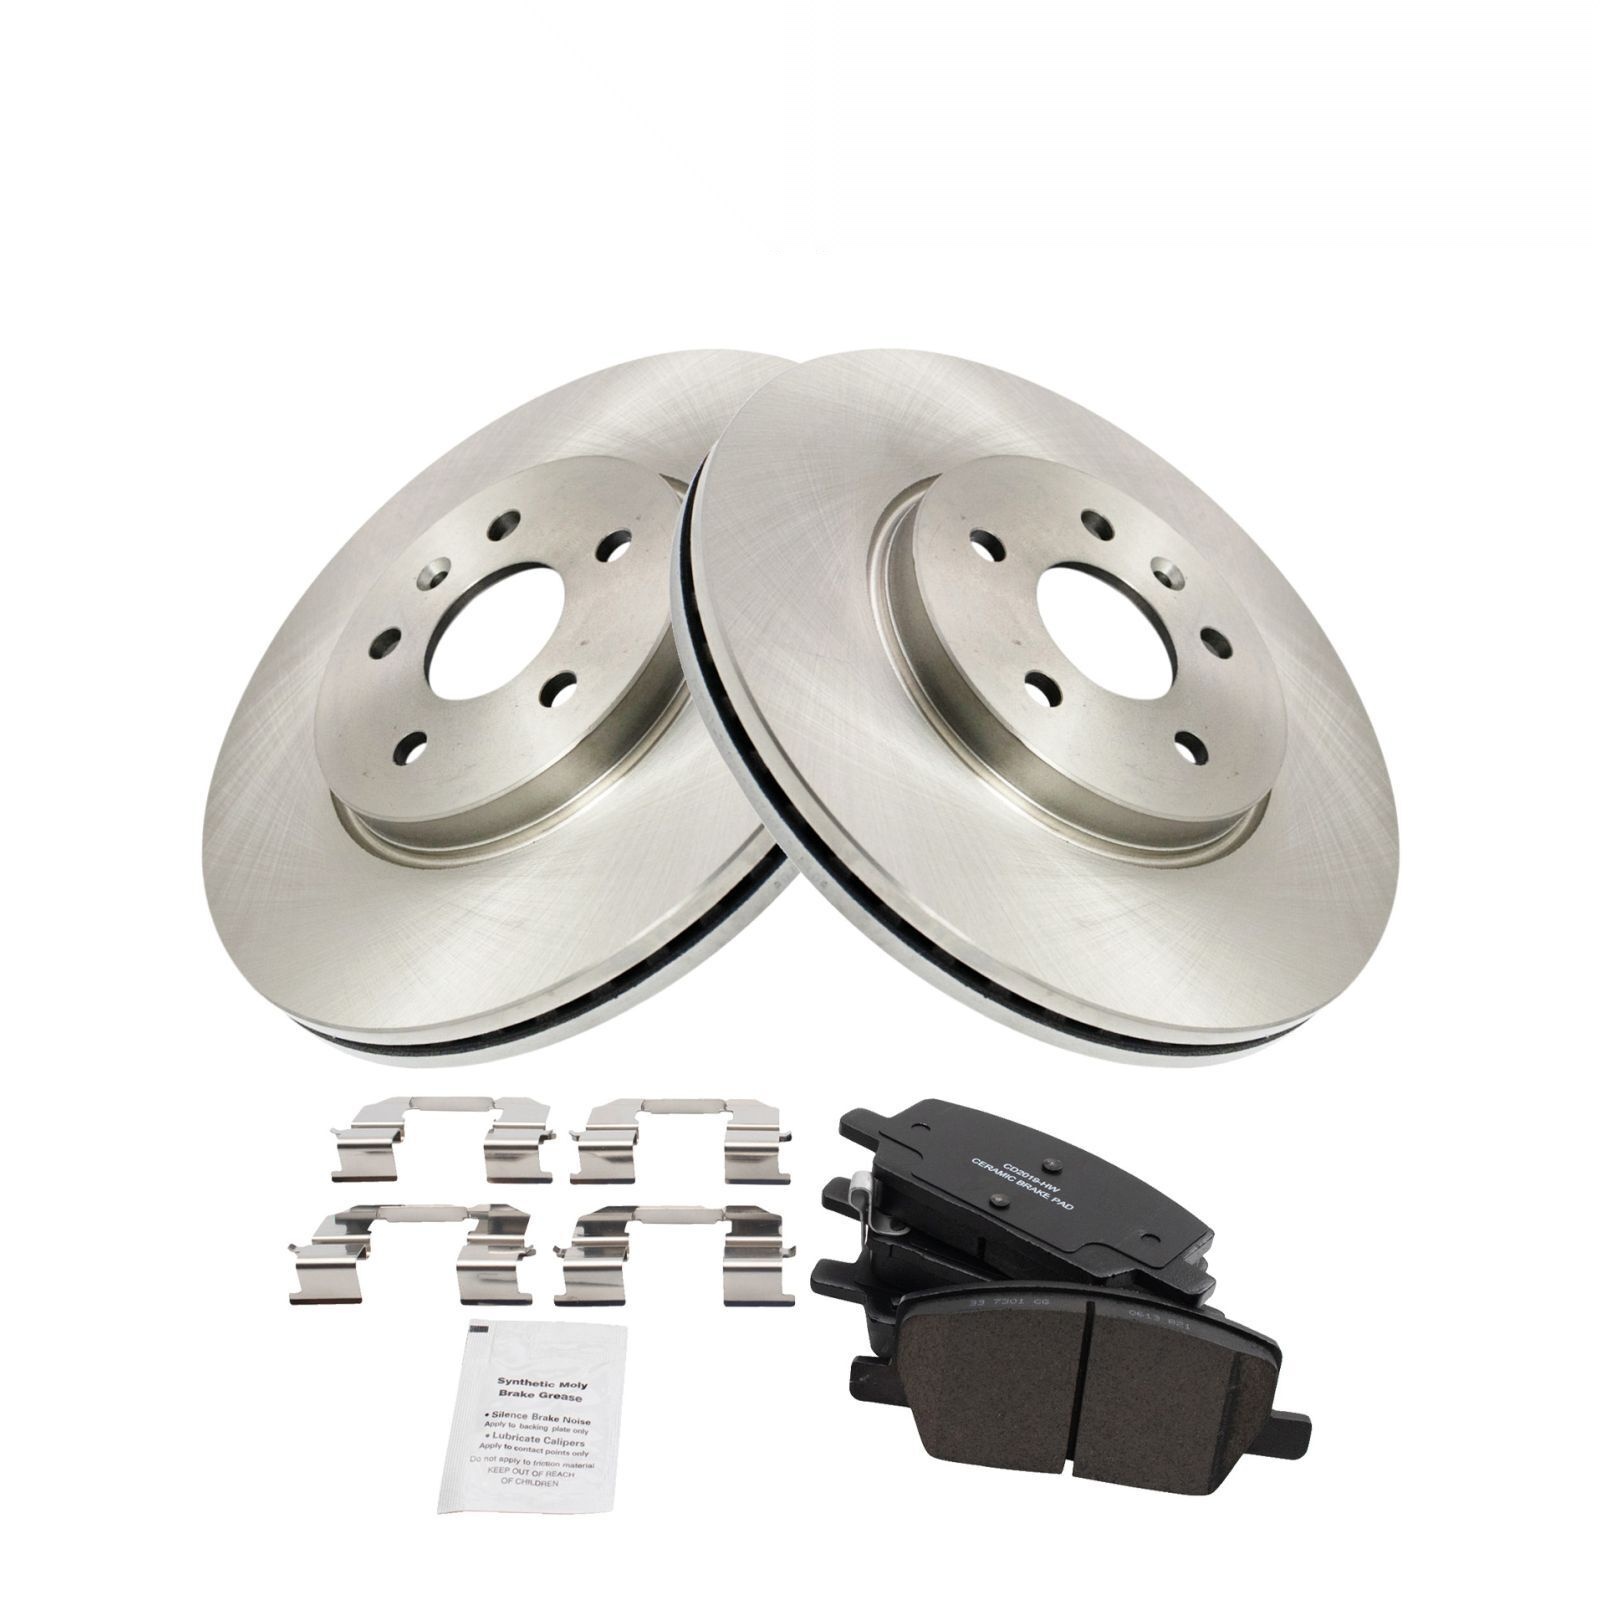 CD2019-HW
CERAMIC BRAKE PAD
33 7301 CG
0613 821
Synthetic Moly
Brake Grease
• Silence Brake Noise
Apply to backing plate only
• Lubricate Calipers
Apply to contact points only
Do not apply to friction material
KEEP OUT OF REACH
OF CHILDREN